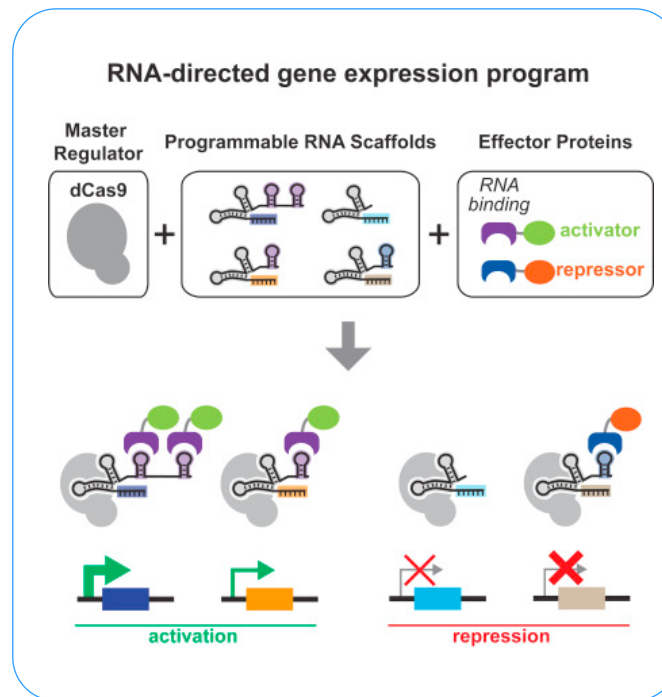 RNA-directed gene expression program
Master
Regulator
Programmable RNA Scaffolds
Effector Proteins
dCas9
+
+
RNA
binding
activator
repressor
activation
repression